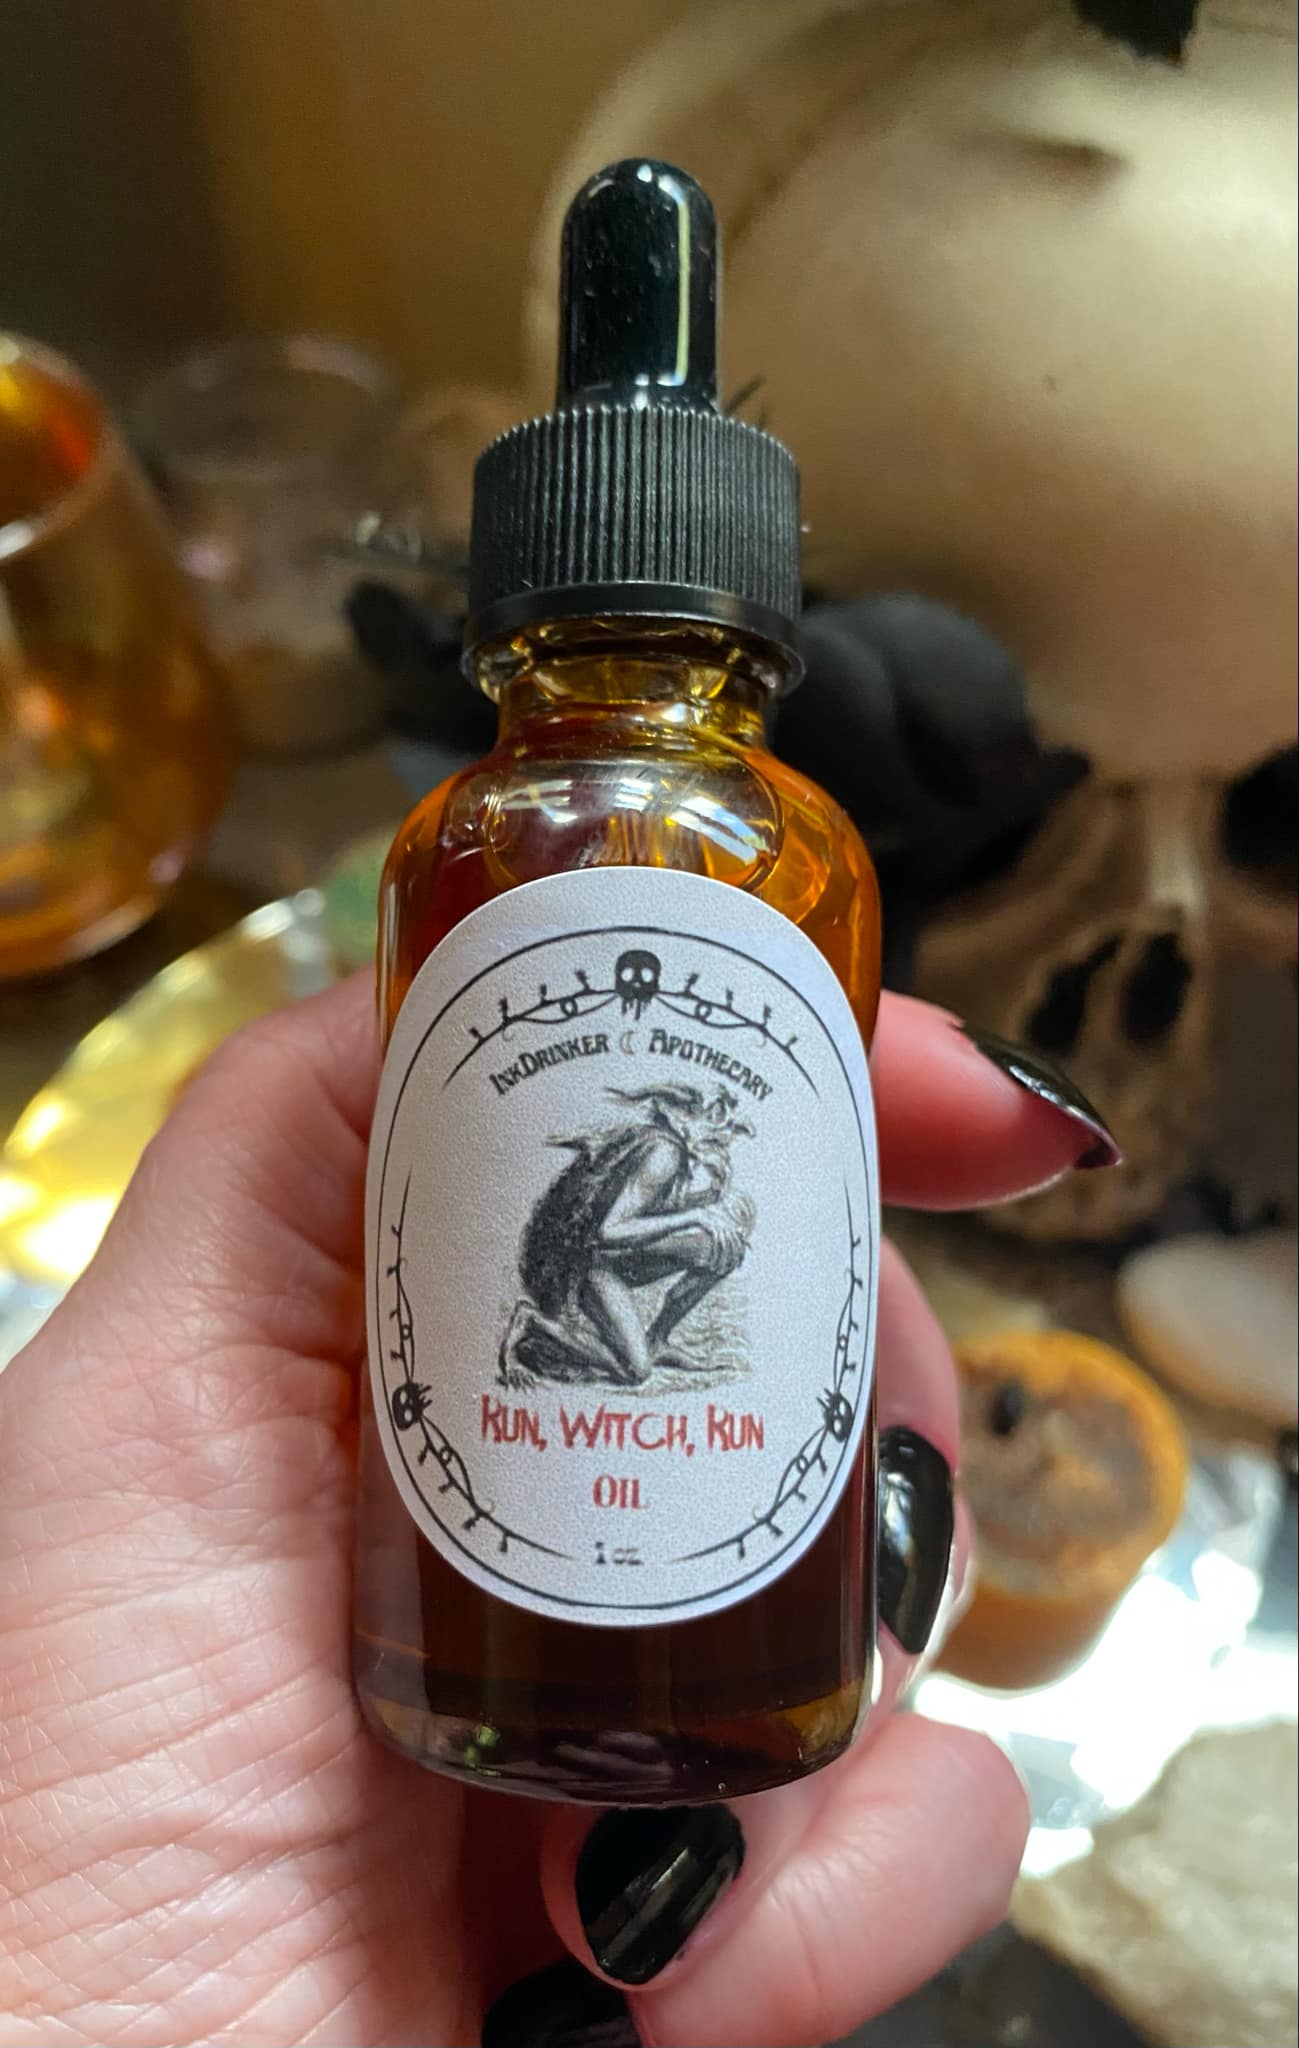 InkDrinker ☾ Apothecary
Run, Witch, Run
Oil
1 oz